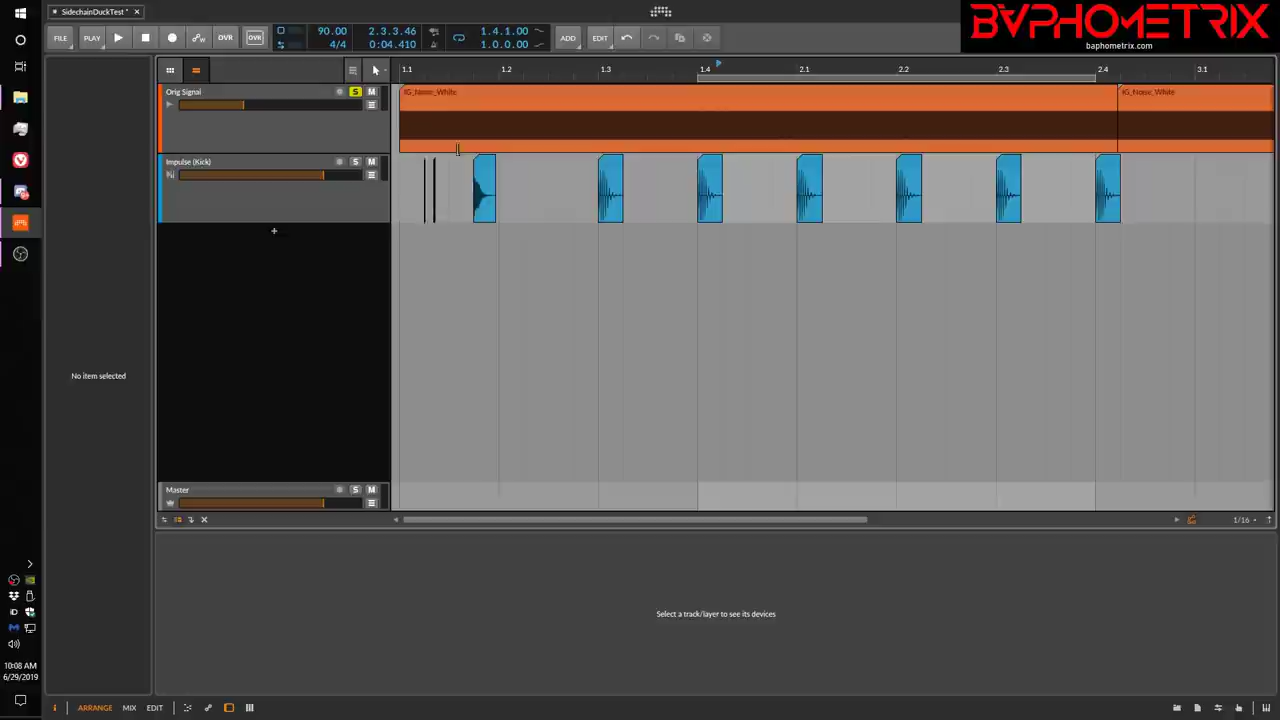 SidechainDuckTest *
BVPHOMETRIX
baphometrix.com
FILE
PLAY
OVR
OVR
90.00
4/4
2.3.3.46
0:04.410
1.4.1.00
1.0.0.00
ADD
EDIT
1.1
1.2
1.3
1.4
2.1
2.2
2.3
2.4
3.1
Orig Signal
S
M
IG_Noise_White
IG_Noise_White
Impulse (Kick)
S
M
No item selected
Master
S
M
1/16
Select a track/layer to see its devices
10:08 AM
6/29/2019
i
ARRANGE
MIX
EDIT